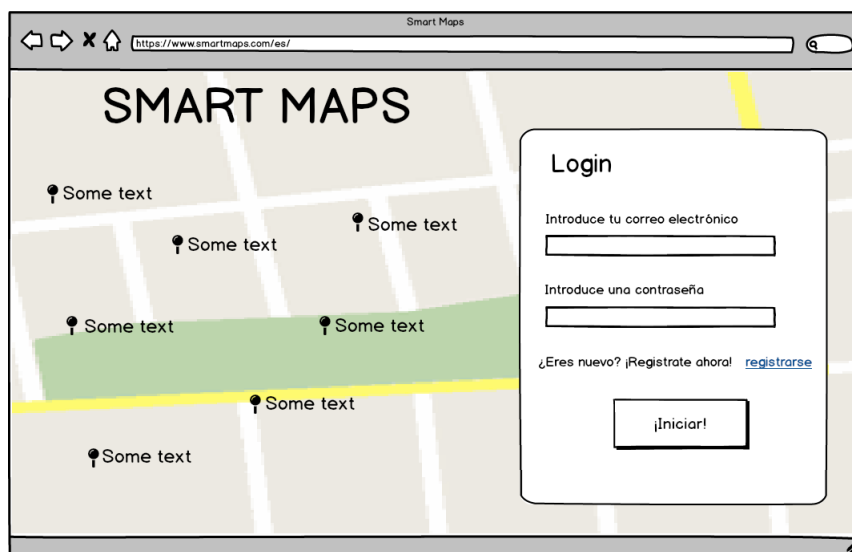 Smart Maps
https://www.smartmaps.com/es/
SMART MAPS
Some text
Some text
Some text
Some text
Some text
Some text
Some text
Login
Introduce tu correo electrónico
Introduce una contraseña
¿Eres nuevo? ¡Registrate ahora! registrarse
¡Iniciar!